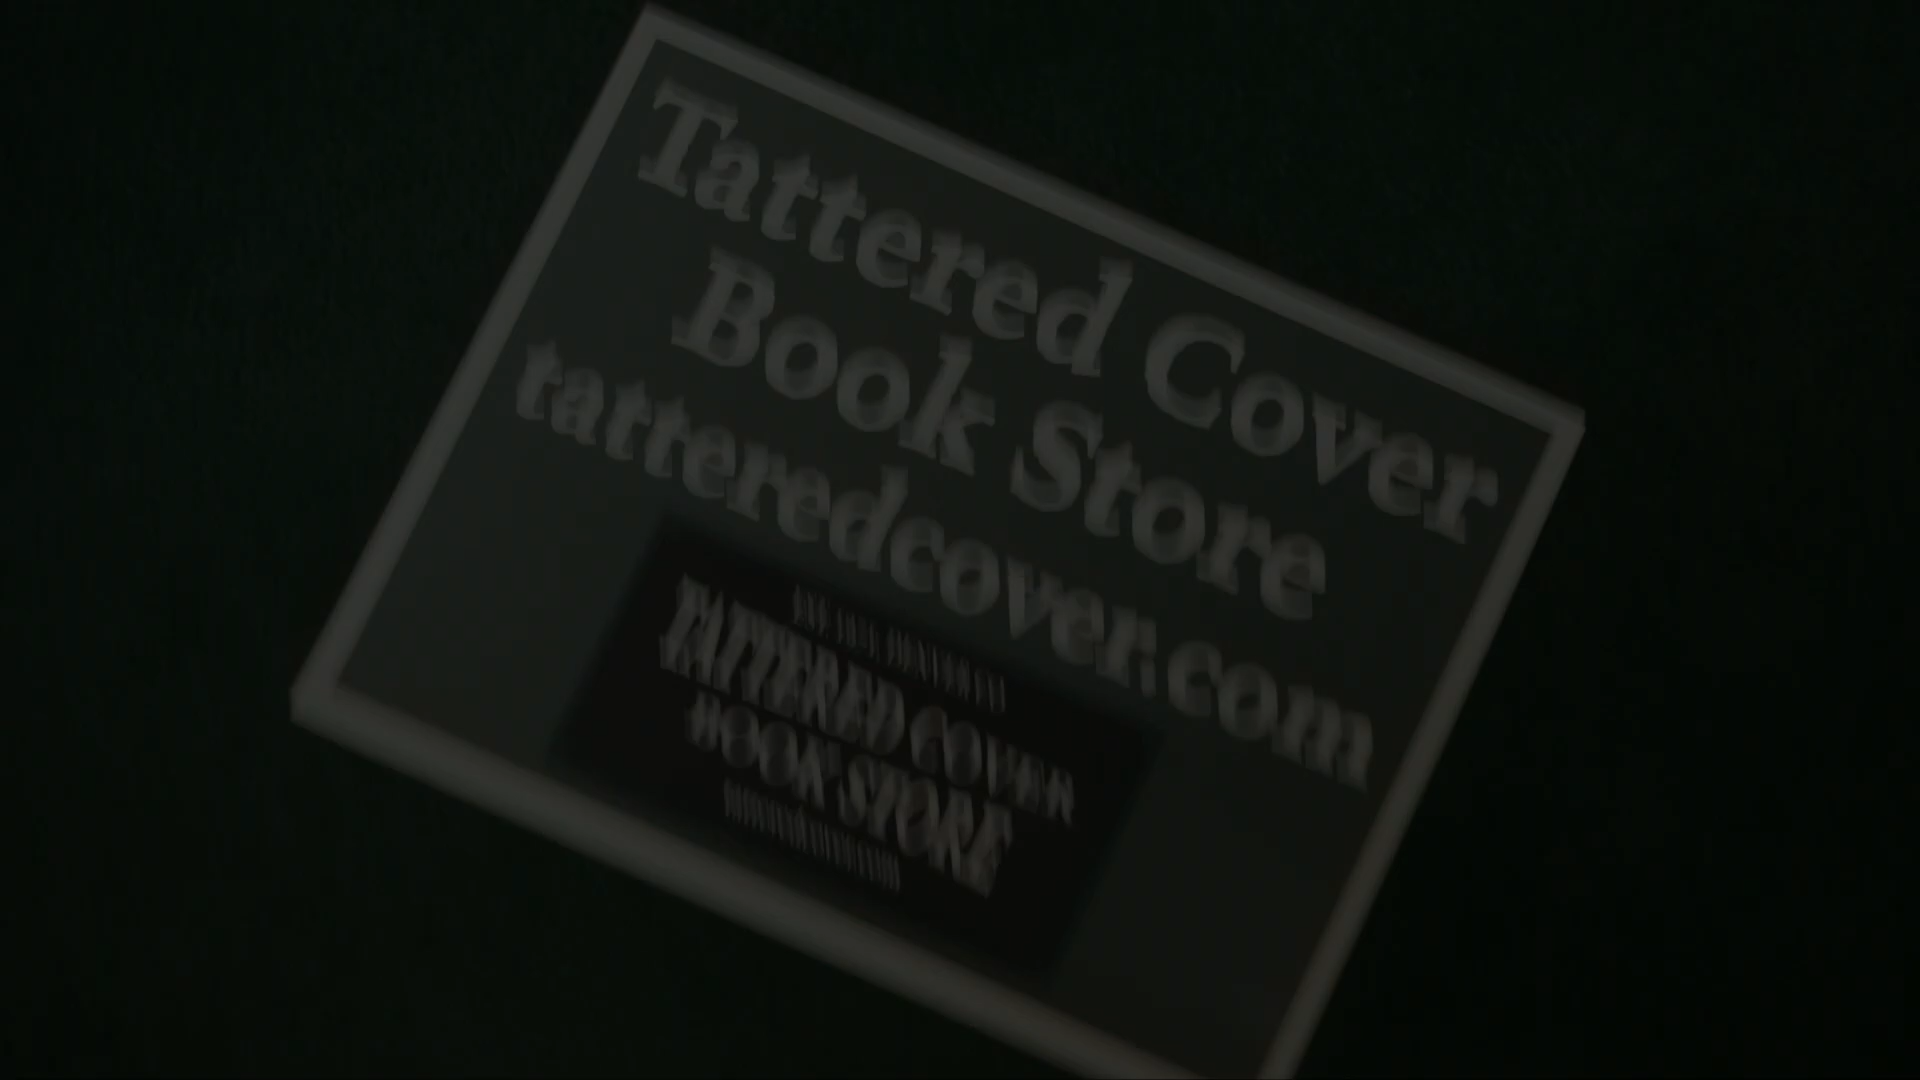 Tattered Cover
Book Store
tatteredcover.com
TATTERED COVER
BOOK STORE